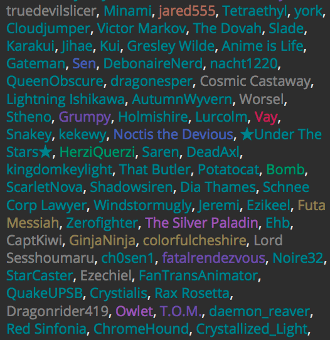 truedevilslicer, Minami, jared555, Tetraethyl, york,
Cloudjumper, Victor Markov, The Dovah, Slade,
Karakui, Jihae, Kui, Gresley Wilde, Anime is Life,
Gateman, Sen, DebonaireNerd, nacht1220,
QueenObscure, dragonesper, Cosmic Castaway,
Lightning Ishikawa, AutumnWyvern, Worsel,
Stheno, Grumpy, Holmishire, Lurcolm, Vay,
Snakey, kekewy, Noctis the Devious, ★Under The
Stars★, HerziQuerzi, Saren, DeadAxl,
kingdomkeylight, That Butler, Potatocat, Bomb,
ScarletNova, Shadowsiren, Dia Thames, Schnee
Corp Lawyer, Windstormugly, Jeremi, Ezikeel, Futa
Messiah, Zerofighter, The Silver Paladin, Ehb,
CaptKiwi, GinjaNinja, colorfulcheshire, Lord
Sesshoumaru, ch0sen1, fatalrendezvous, Noire32,
StarCaster, Ezechiel, FanTransAnimator,
QuakeUPSB, Crystialis, Rax Rosetta,
Dragonrider419, Owlet, T.O.M., daemon_reaver,
Red Sinfonia, ChromeHound, Crystallized_Light,